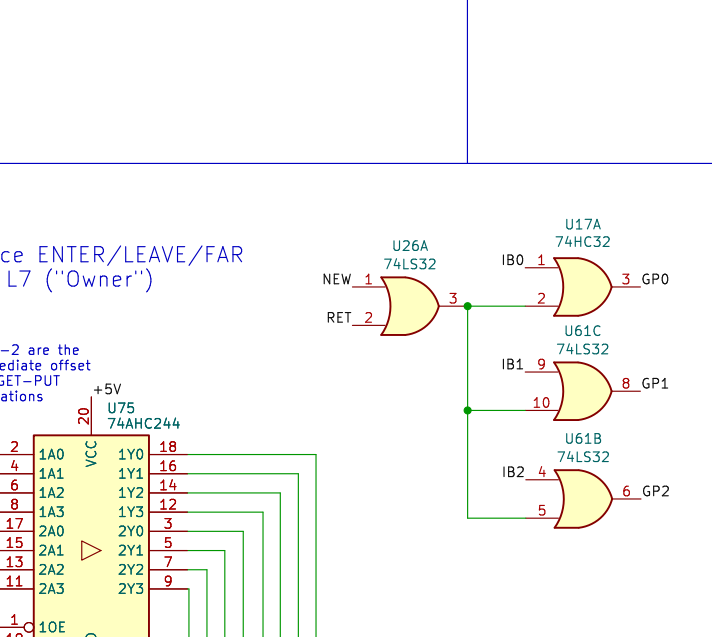 ce ENTER/LEAVE/FAR
L7 ("Owner")
-2 are the
ediate offset
GET-PUT
ations
U26A
74LS32
NEW 1
RET 2
3
U17A
74HC32
IB0 1
2
3 GP0
U61C
74LS32
IB1 9
10
8 GP1
U61B
74LS32
IB2 4
5
6 GP2
+5V
20
VCC
U75
74AHC244
2 1A0 1Y0 18
4 1A1 1Y1 16
6 1A2 1Y2 14
8 1A3 1Y3 12
17 2A0 2Y0 3
15 2A1 2Y1 5
13 2A2 2Y2 7
11 2A3 2Y3 9
1 1OE